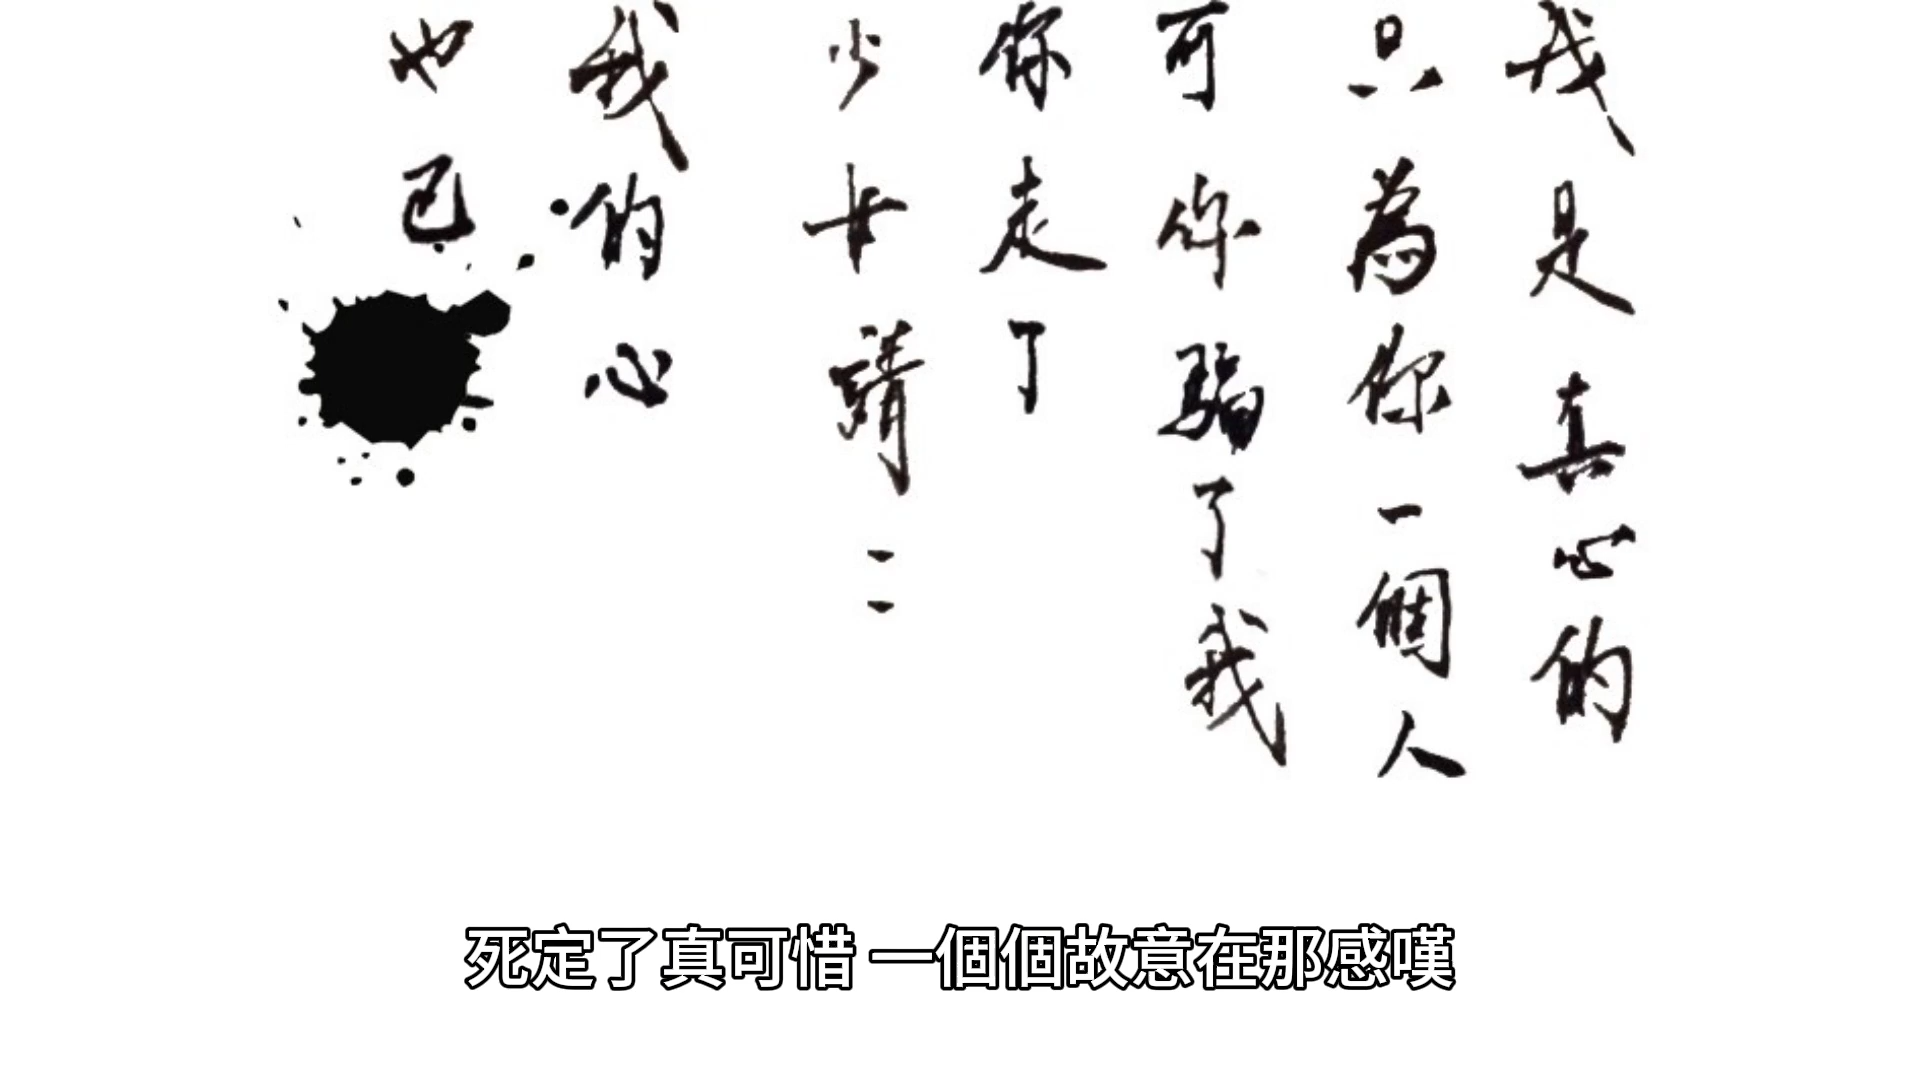 我是真心的
只為你一個人
可你騙了我
你走了
少女請二
我的心
也已
死定了真可惜 一個個故意在那感嘆